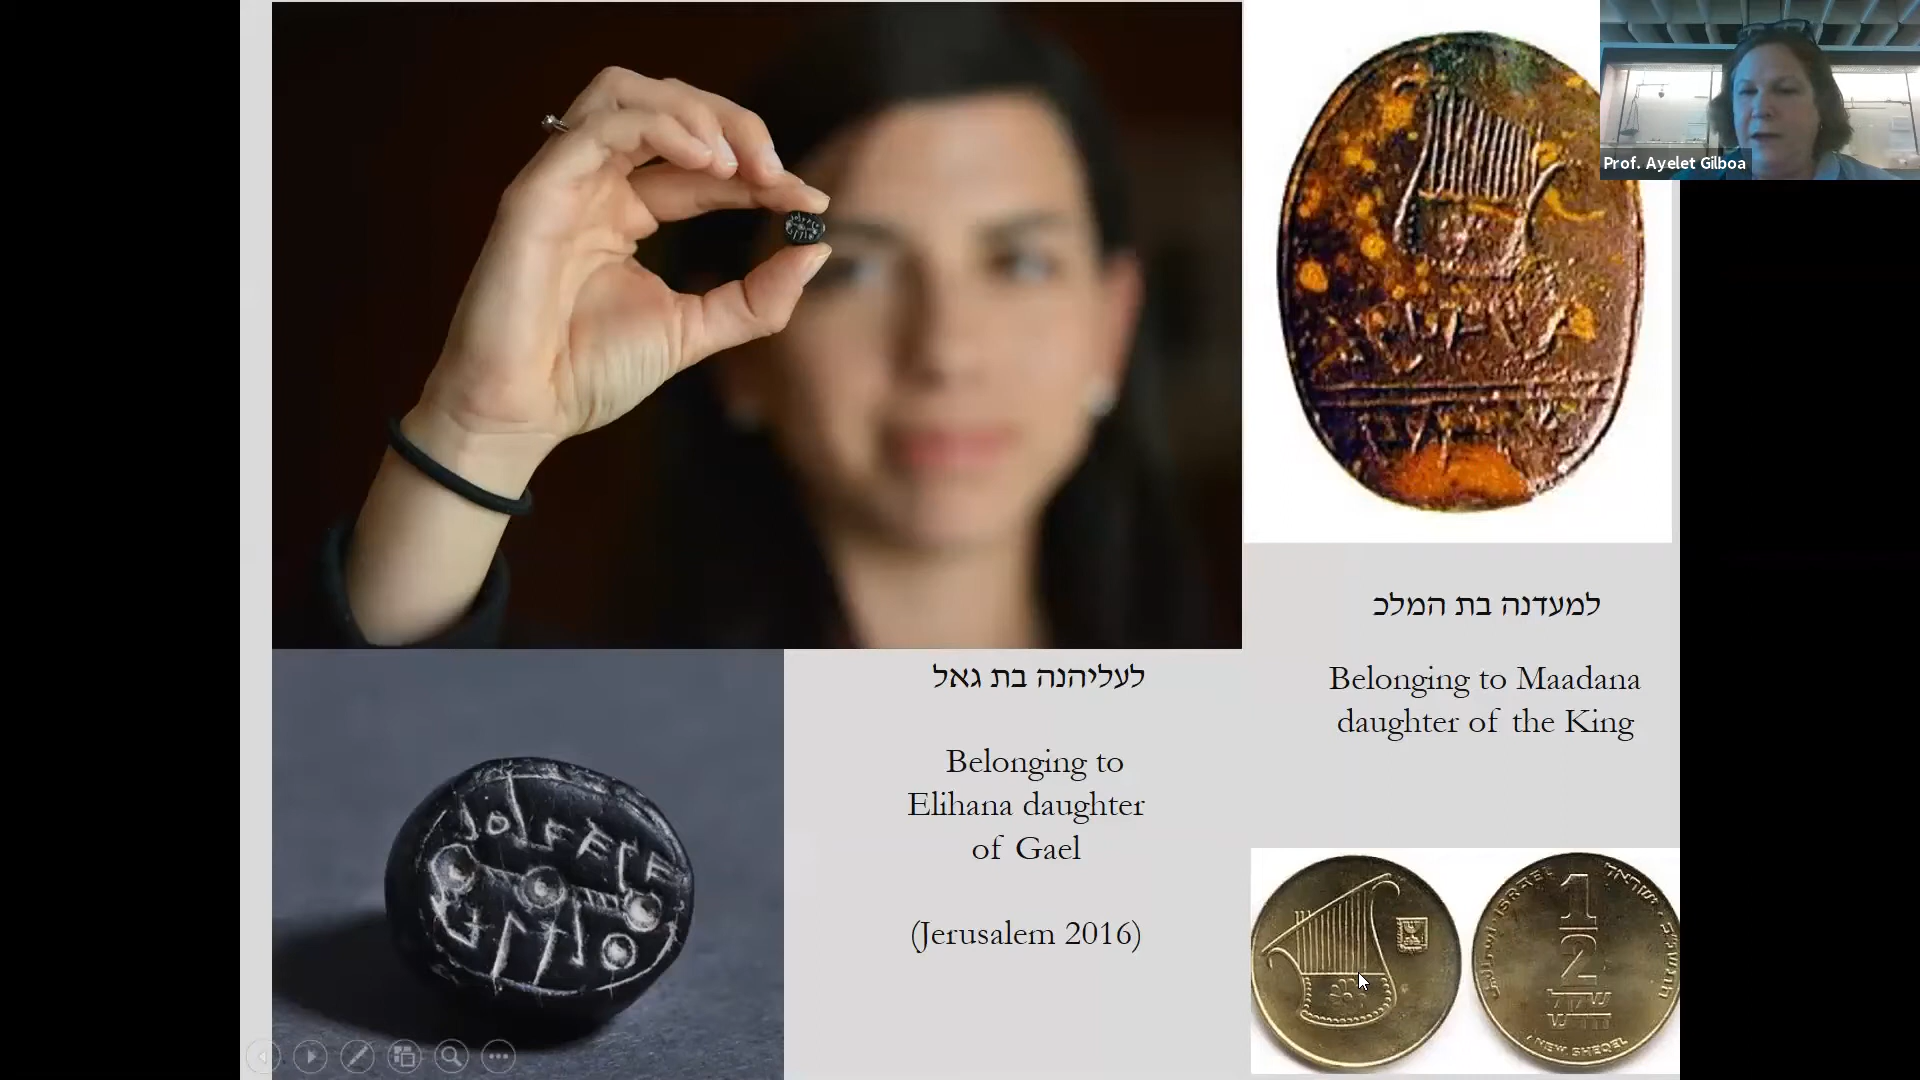 Prof. Ayelet Gilboa
למעדנה בת המלכ
Belonging to Maadana
daughter of the King
לעליהנה בת גאל
Belonging to
Elihana daughter
of Gael
(Jerusalem 2016)
ISRAEL
ישראל
1
2
שקל
חדש
NEW SHEQEL